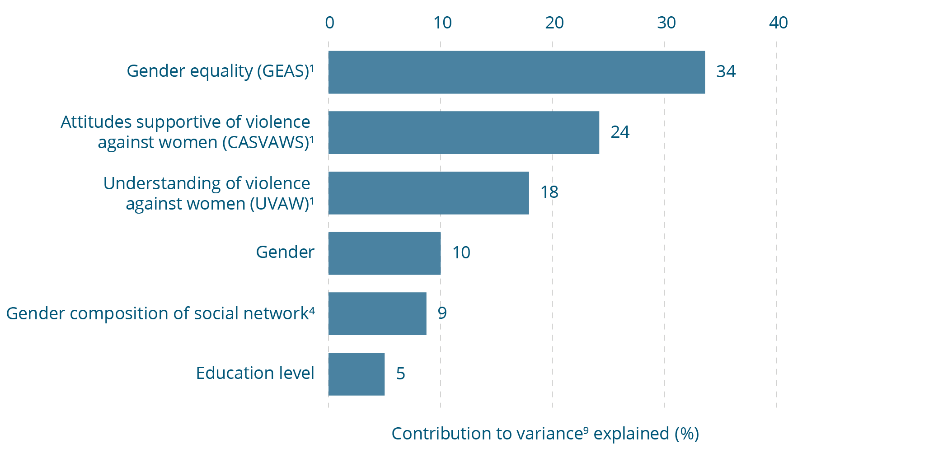 0 10 20 30 40
Gender equality (GEAS)¹ 34
Attitudes supportive of violence
against women (CASVAWS)¹ 24
Understanding of violence
against women (UVAW)¹ 18
Gender 10
Gender composition of social network⁴ 9
Education level 5
Contribution to variance⁹ explained (%)